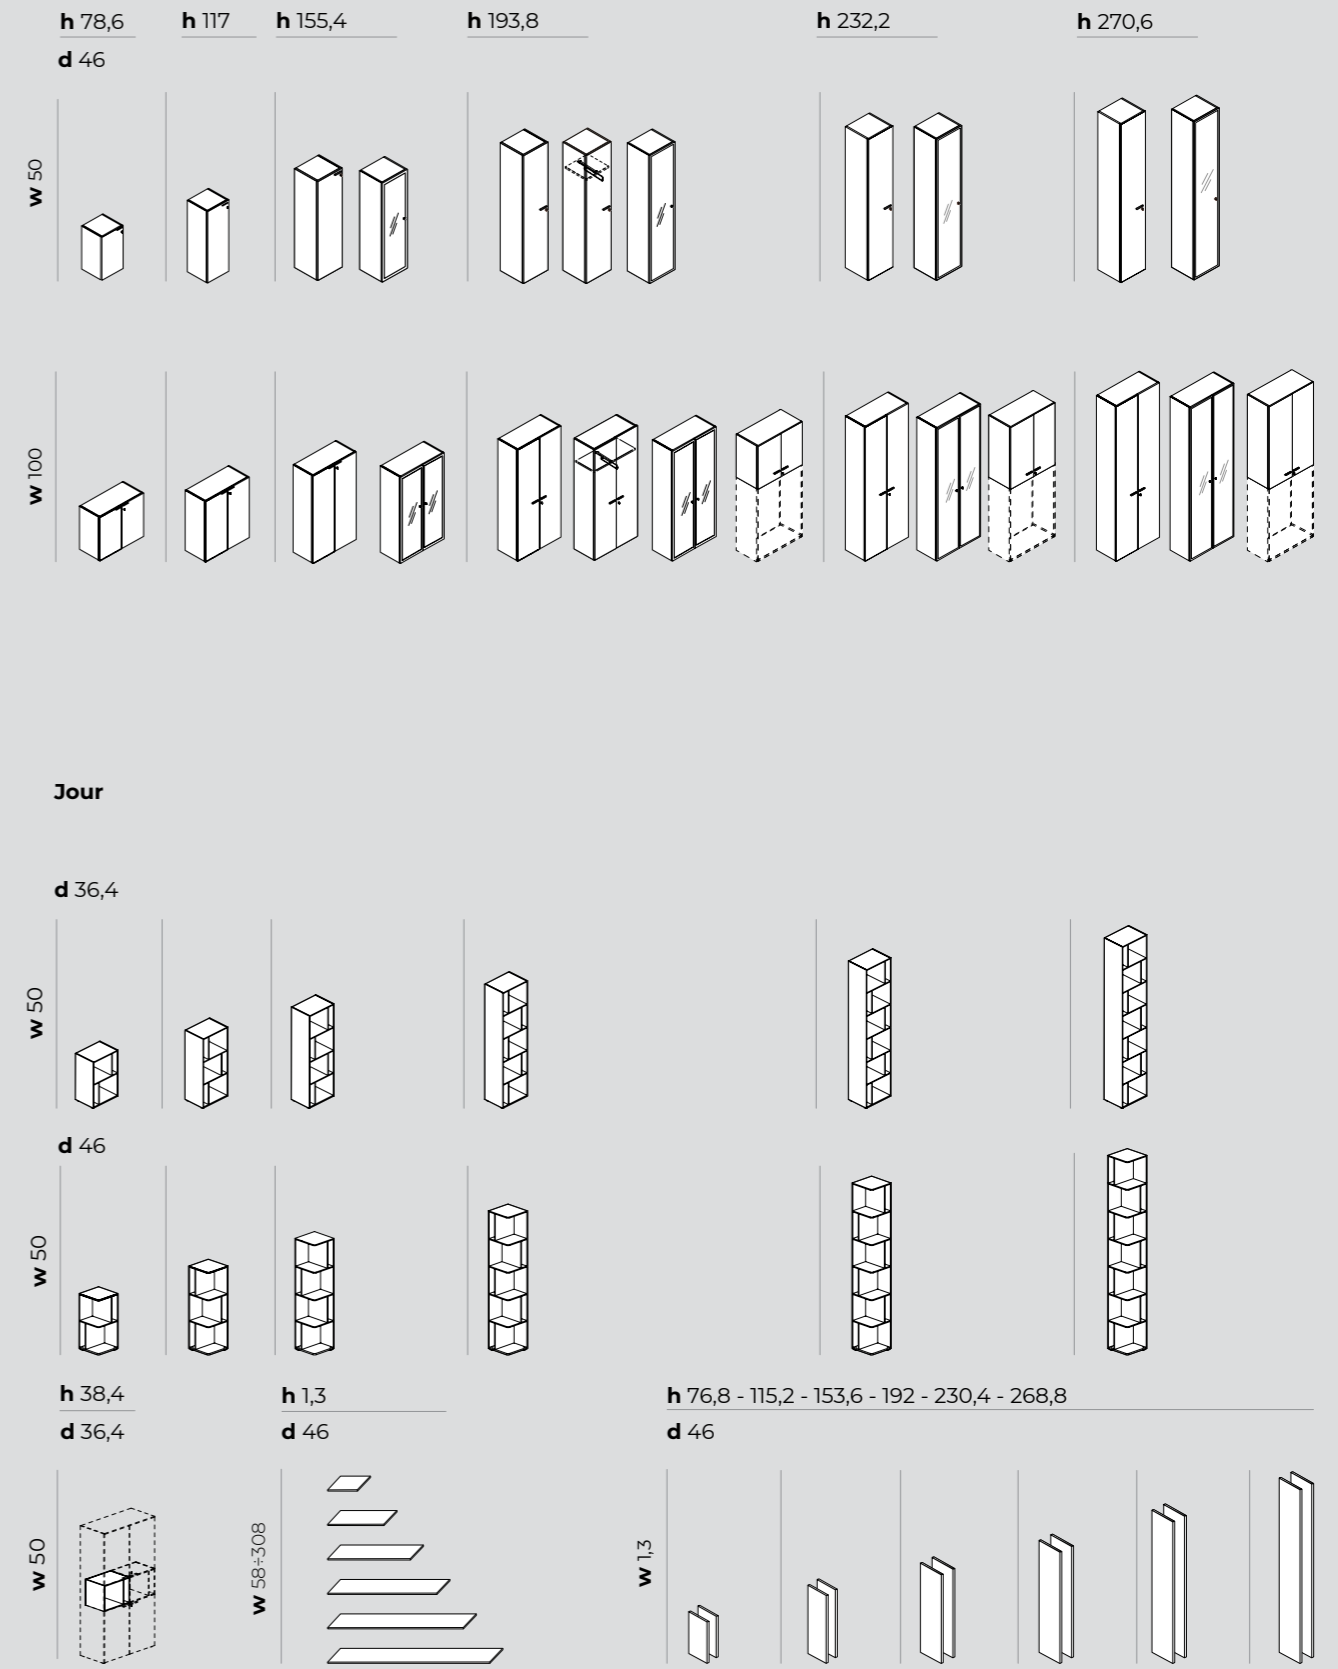 h 78,6
h 117
h 155,4
h 193,8
h 232,2
h 270,6
d 46
w 50
w 100
Jour
d 36,4
w 50
d 46
w 50
h 38,4
h 1,3
h 76,8 - 115,2 - 153,6 - 192 - 230,4 - 268,8
d 36,4
d 46
d 46
w 50
w 58÷308
w 1,3